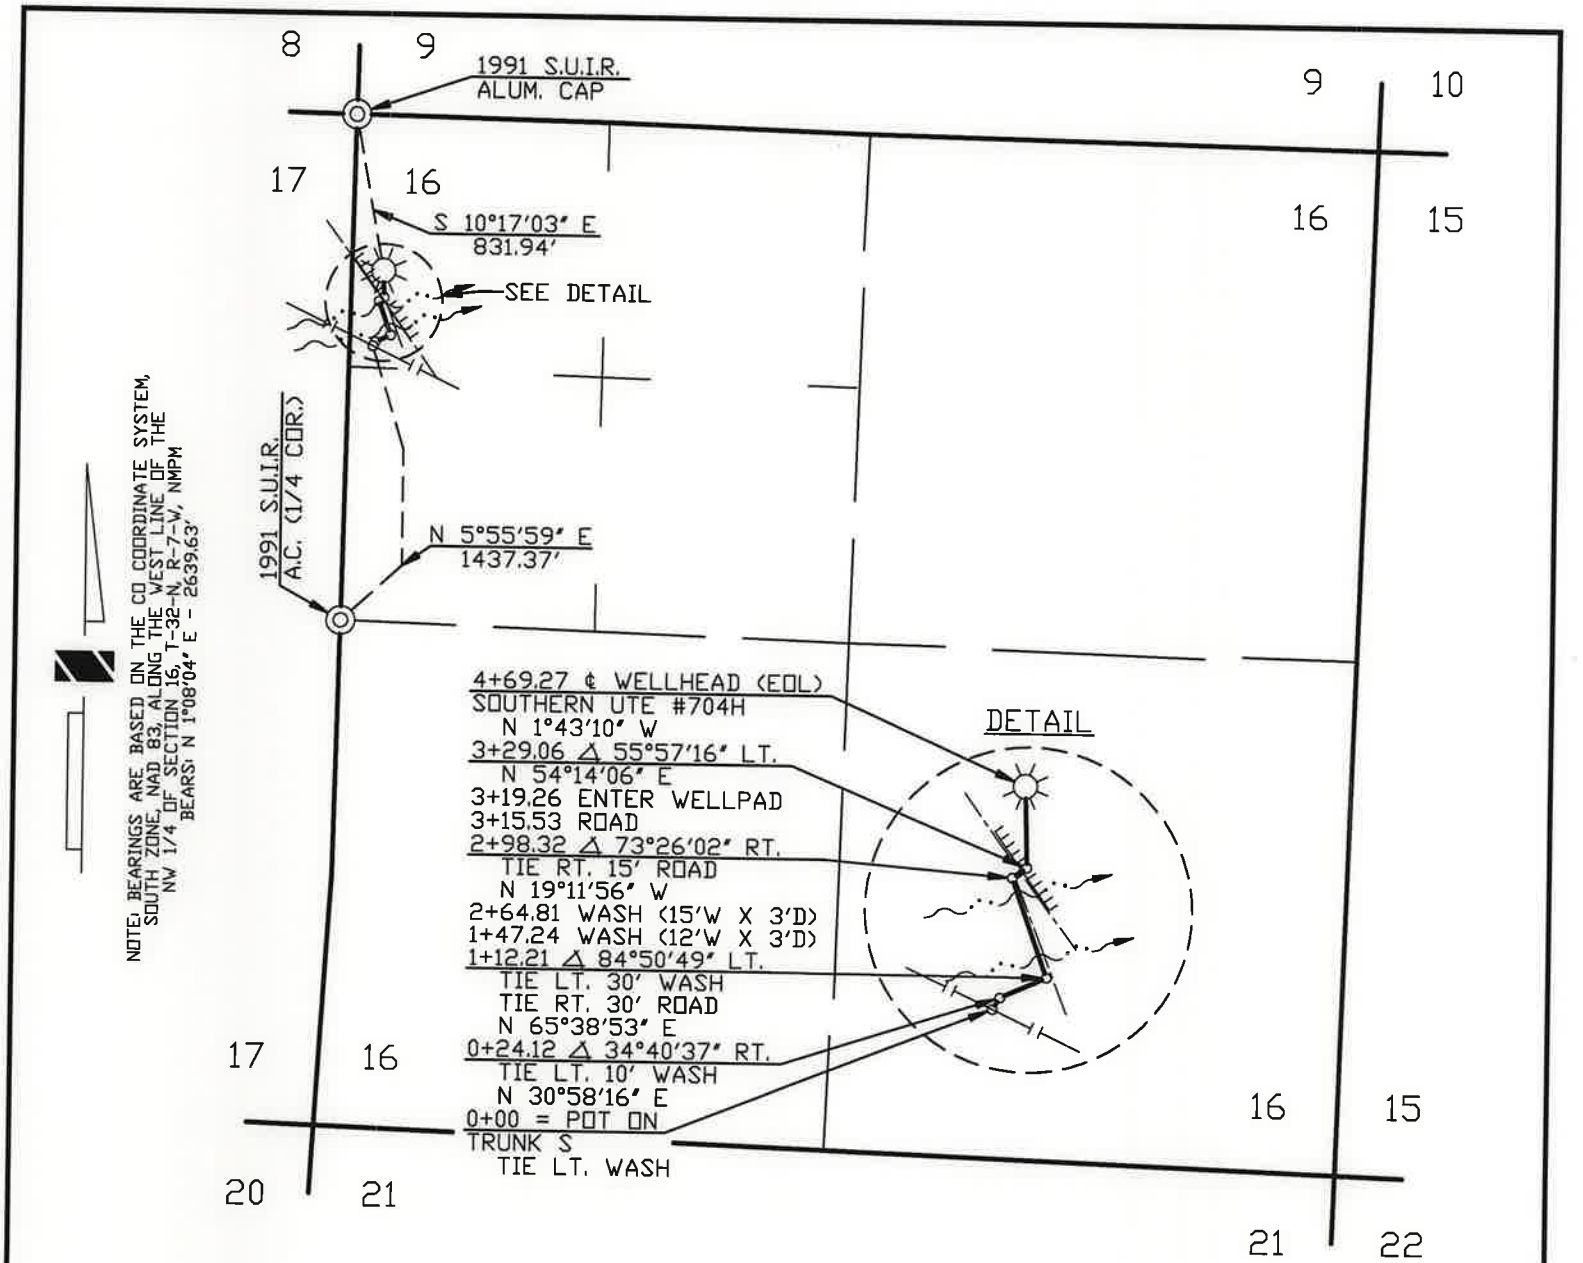 8
9
1991 S.U.I.R.
ALUM. CAP
9
10
17
16
16
15
S 10°17'03" E
831.94'
SEE DETAIL
1991 S.U.I.R.
A.C. (1/4 COR.)
N 5°55'59" E
1437.37'
NOTE: BEARINGS ARE BASED ON THE CO COORDINATE SYSTEM,
SOUTH ZONE, NAD 83, ALONG THE WEST LINE OF THE
NW 1/4 OF SECTION 16, T-32-N, R-7-W, NMPM
BEARS: N 1°08'04" E - 2639.63'
4+69.27 ℄ WELLHEAD (EOL)
SOUTHERN UTE #704H
N 1°43'10" W
3+29.06 ∆ 55°57'16" LT.
N 54°14'06" E
3+19.26 ENTER WELLPAD
3+15.53 ROAD
2+98.32 ∆ 73°26'02" RT.
TIE RT. 15' ROAD
N 19°11'56" W
2+64.81 WASH (15'W X 3'D)
1+47.24 WASH (12'W X 3'D)
1+12.21 ∆ 84°50'49" LT.
TIE LT. 30' WASH
TIE RT. 30' ROAD
N 65°38'53" E
0+24.12 ∆ 34°40'37" RT.
TIE LT. 10' WASH
N 30°58'16" E
0+00 = POT ON
TRUNK S
TIE LT. WASH
DETAIL
17
16
16
15
20
21
21
22